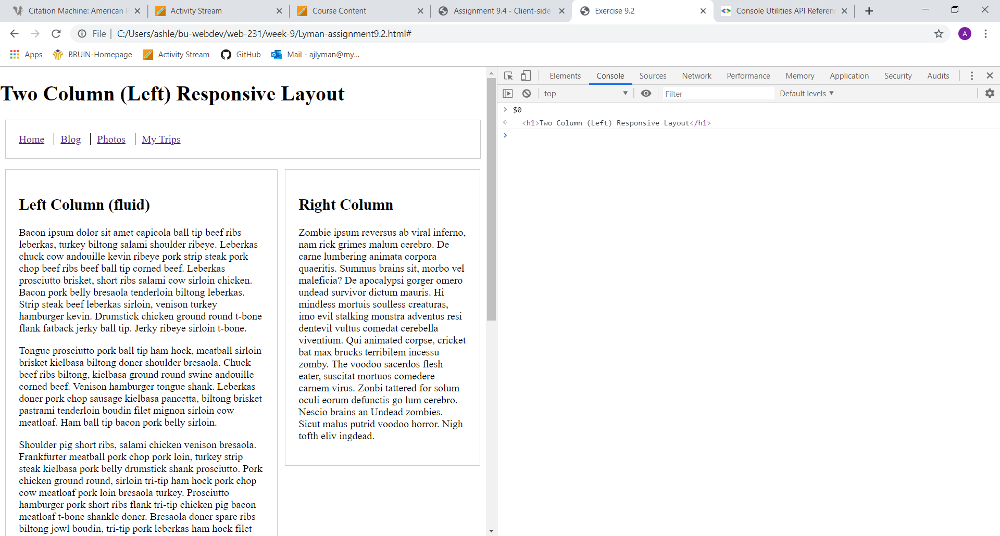 Citation Machine: American P
Activity Stream
Course Content
Assignment 9.4 - Client-side
Exercise 9.2
Console Utilities API Referen
File
C:/Users/ashle/bu-webdev/web-231/week-9/Lyman-assignment9.2.html#
A
Apps
BRUIN-Homepage
Activity Stream
GitHub
Mail - ajlyman@my...
Two Column (Left) Responsive Layout
Home
Blog
Photos
My Trips
Left Column (fluid)
Bacon ipsum dolor sit amet capicola ball tip beef ribs
leberkas, turkey biltong salami shoulder ribeye. Leberkas
chuck cow andouille kevin ribeye pork strip steak pork
chop beef ribs beef ball tip corned beef. Leberkas
prosciutto brisket, short ribs salami cow sirloin chicken.
Bacon pork belly bresaola tenderloin biltong leberkas.
Strip steak beef leberkas sirloin, venison turkey
hamburger kevin. Drumstick chicken ground round t-bone
flank fatback jerky ball tip. Jerky ribeye sirloin t-bone.
Tongue prosciutto pork ball tip ham hock, meatball sirloin
brisket kielbasa biltong doner shoulder bresaola. Chuck
beef ribs biltong, kielbasa ground round swine andouille
corned beef. Venison hamburger tongue shank. Leberkas
doner pork chop sausage kielbasa pancetta, biltong brisket
pastrami tenderloin boudin filet mignon sirloin cow
meatloaf. Ham ball tip bacon pork belly sirloin.
Shoulder pig short ribs, salami chicken venison bresaola.
Frankfurter meatball pork chop pork loin, turkey strip
steak kielbasa pork belly drumstick shank prosciutto. Pork
chicken ground round, sirloin tri-tip ham hock pork chop
cow meatloaf pork loin bresaola turkey. Prosciutto
hamburger pork short ribs flank tri-tip chicken pig bacon
meatloaf t-bone shankle doner. Bresaola doner spare ribs
biltong jowl boudin, tri-tip pork leberkas ham hock filet
Right Column
Zombie ipsum reversus ab viral inferno,
nam rick grimes malum cerebro. De
carne lumbering animata corpora
quaeritis. Summus brains sit, morbo vel
maleficia? De apocalypsi gorger omero
undead survivor dictum mauris. Hi
mindless mortuis soulless creaturas,
imo evil stalking monstra adventus resi
dentevil vultus comedat cerebella
viventium. Qui animated corpse, cricket
bat max brucks terribilem incessu
zomby. The voodoo sacerdos flesh
eater, suscitat mortuos comedere
carnem virus. Zonbi tattered for solum
oculi eorum defunctis go lum cerebro.
Nescio brains an Undead zombies.
Sicut malus putrid voodoo horror. Nigh
tofth eliv ingdead.
Elements
Console
Sources
Network
Performance
Memory
Application
Security
Audits
top
Filter
Default levels
$0
<h1>Two Column (Left) Responsive Layout</h1>